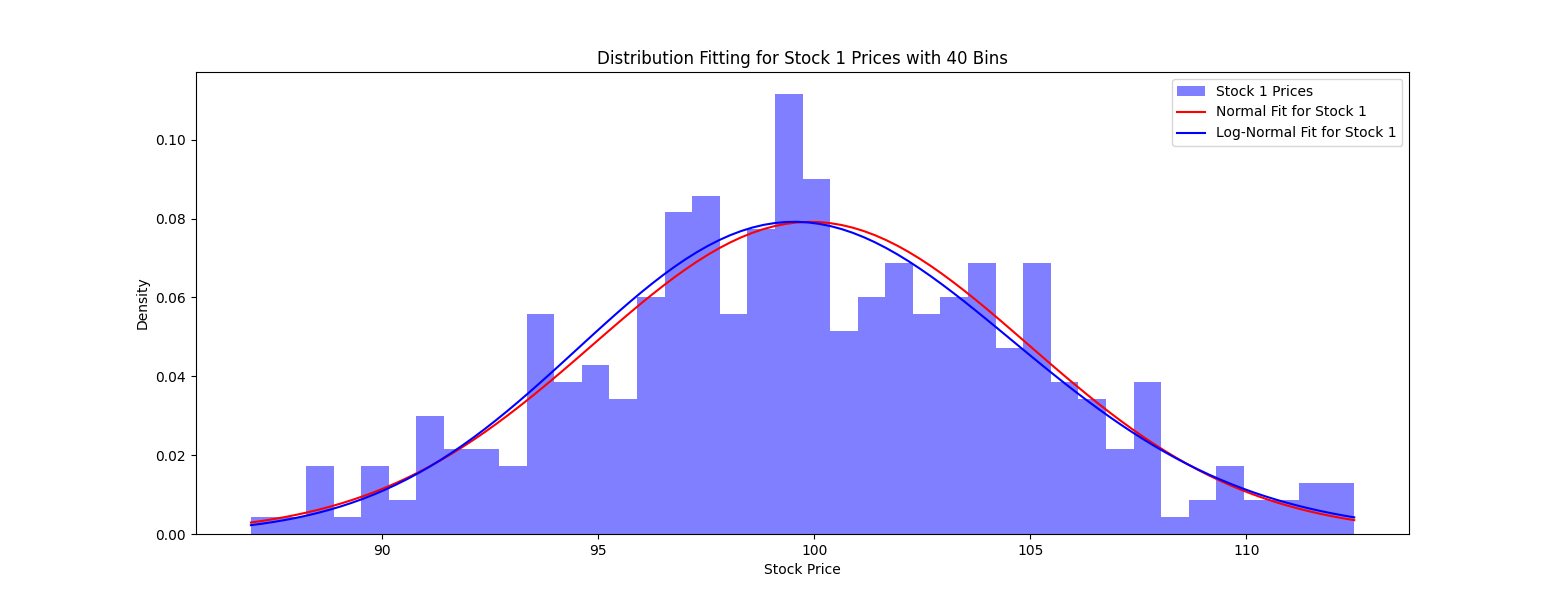 Distribution Fitting for Stock 1 Prices with 40 Bins
Stock 1 Prices
Normal Fit for Stock 1
Log-Normal Fit for Stock 1
0.10
0.08
0.06
0.04
0.02
0.00
Density
90
95
100
105
110
Stock Price